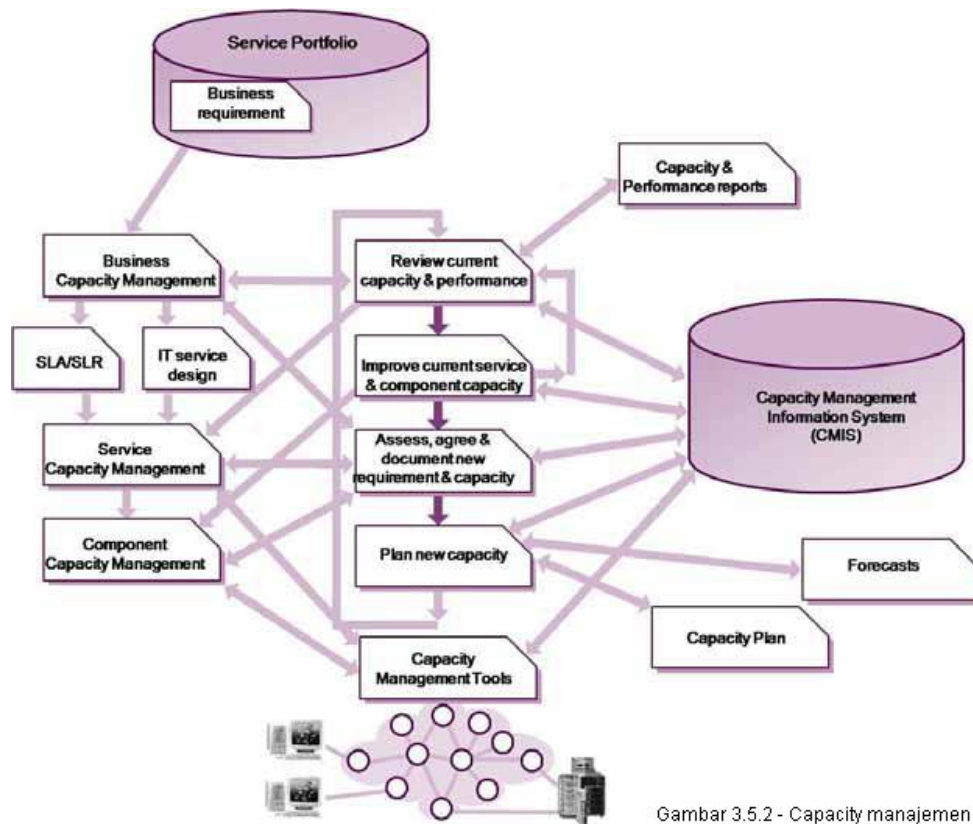 Service Portfolio
Business
requirement
Capacity &
Performance reports
Business
Capacity Management
Review current
capacity & performance
SLA/SLR
IT service
design
Improve current service
& component capacity
Capacity Management
Information System
(CMIS)
Service
Capacity Management
Assess, agree &
document new
requirement & capacity
Component
Capacity Management
Plan new capacity
Forecasts
Capacity Plan
Capacity
Management Tools
Gambar 3.5.2 - Capacity manajemen